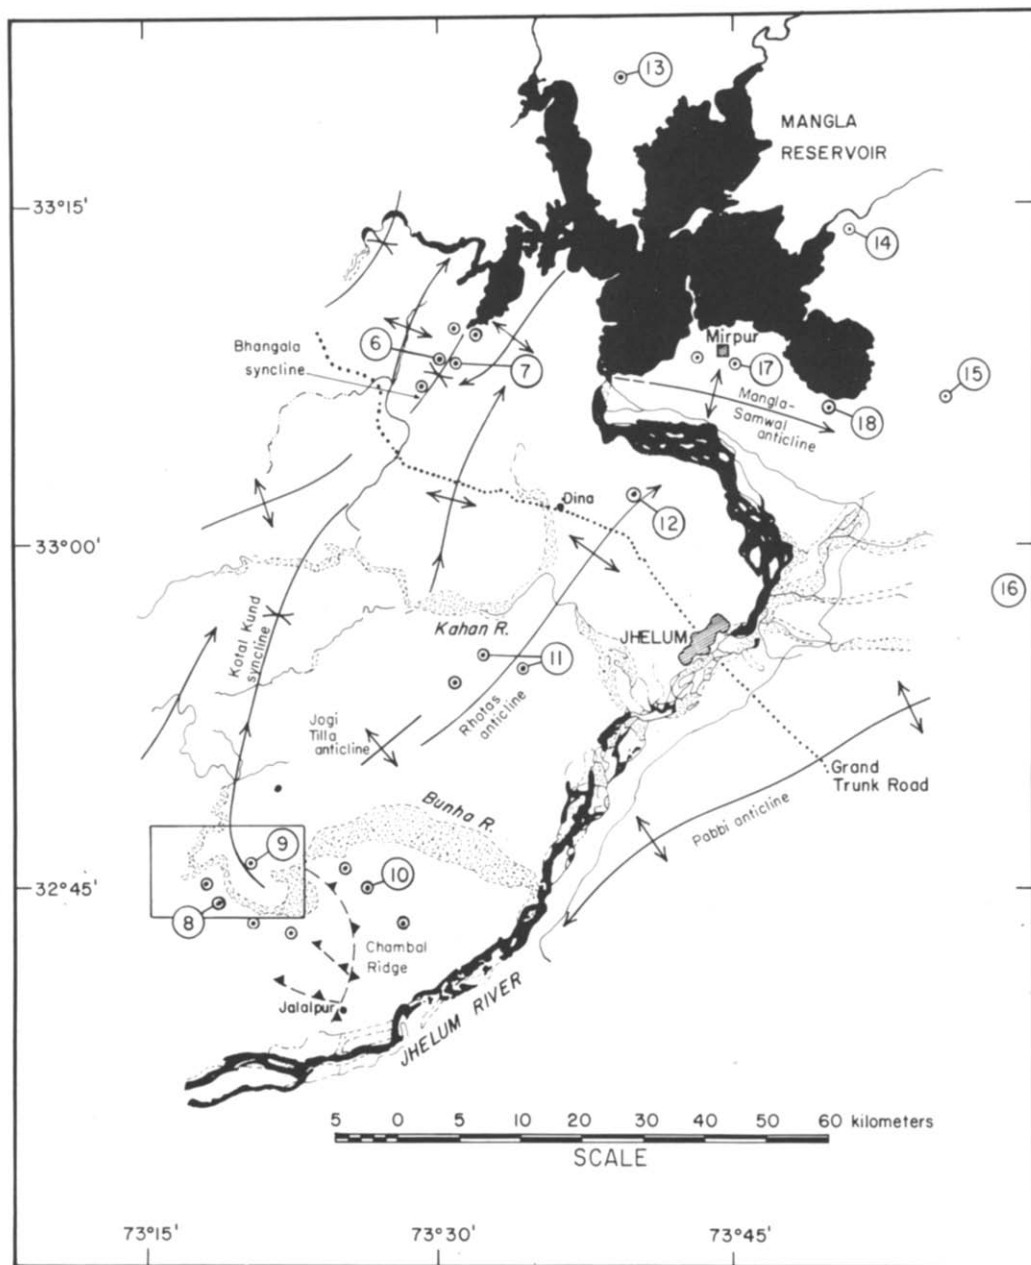 13
MANGLA
RESERVOIR
33°15'
14
6
Mirpur
Bhangala
syncline
7
17
15
Mangla-
Samwal
anticline
18
Dina
12
33°00'
16
Kotal Kund
syncline
Kahan R.
JHELUM
11
Jogi
Tilla
anticline
Rhotas
anticline
Grand
Trunk Road
Bunha R.
Pabbi anticline
9
32°45'
10
8
Chambal
Ridge
Jalalpur
JHELUM RIVER
5 0 5 10 20 30 40 50 60 kilometers
SCALE
73°15' 73°30' 73°45'